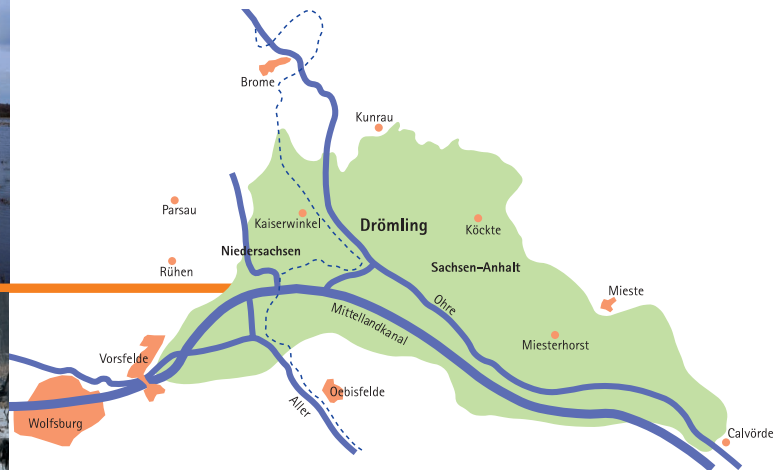 Brome
Kunrau
Parsau
Kaiserwinkel
Drömling
Köckte
Niedersachsen
Rühen
Sachsen-Anhalt
Mieste
Ohre
Mittellandkanal
Miesterhorst
Vorsfelde
Oebisfelde
Aller
Wolfsburg
Calvörde